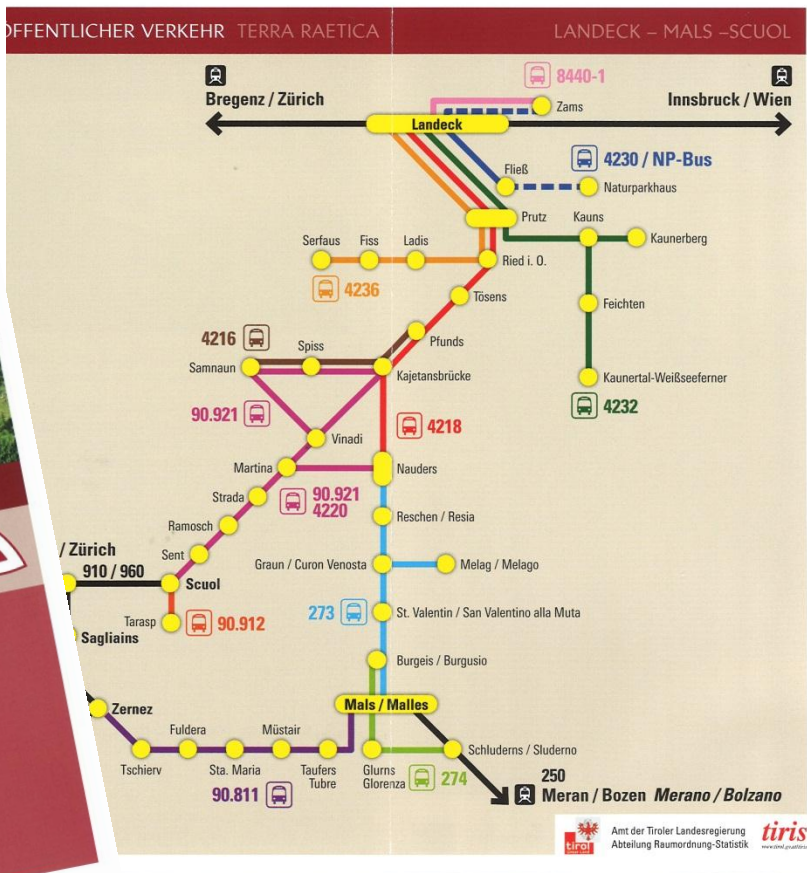 ÖFFENTLICHER VERKEHR TERRA RAETICA
LANDECK – MALS –SCUOL
8440-1
Bregenz / Zürich
Innsbruck / Wien
Zams
Landeck
4230 / NP-Bus
Fließ
Naturparkhaus
Prutz
Kauns
Kaunerberg
Serfaus
Fiss
Ladis
Ried i. O.
4236
Tösens
Feichten
4216
Spiss
Pfunds
Samnaun
Kajetansbrücke
Kaunertal-Weißseeferner
90.921
4232
4218
Vinadi
Martina
Nauders
Strada
90.921
4220
Ramosch
Reschen / Resia
Sent
/ Zürich
910 / 960
Graun / Curon Venosta
Melag / Melago
Scuol
273
St. Valentin / San Valentino alla Muta
Tarasp
90.912
Sagliains
Burgeis / Burgusio
Mals / Malles
Zernez
Fuldera
Müstair
Schluderns / Sluderno
Tschierv
Sta. Maria
Taufers
Tubre
Glurns
Glorenza
274
90.811
250
Meran / Bozen Merano / Bolzano
tirol
Amt der Tiroler Landesregierung
Abteilung Raumordnung-Statistik
tiris